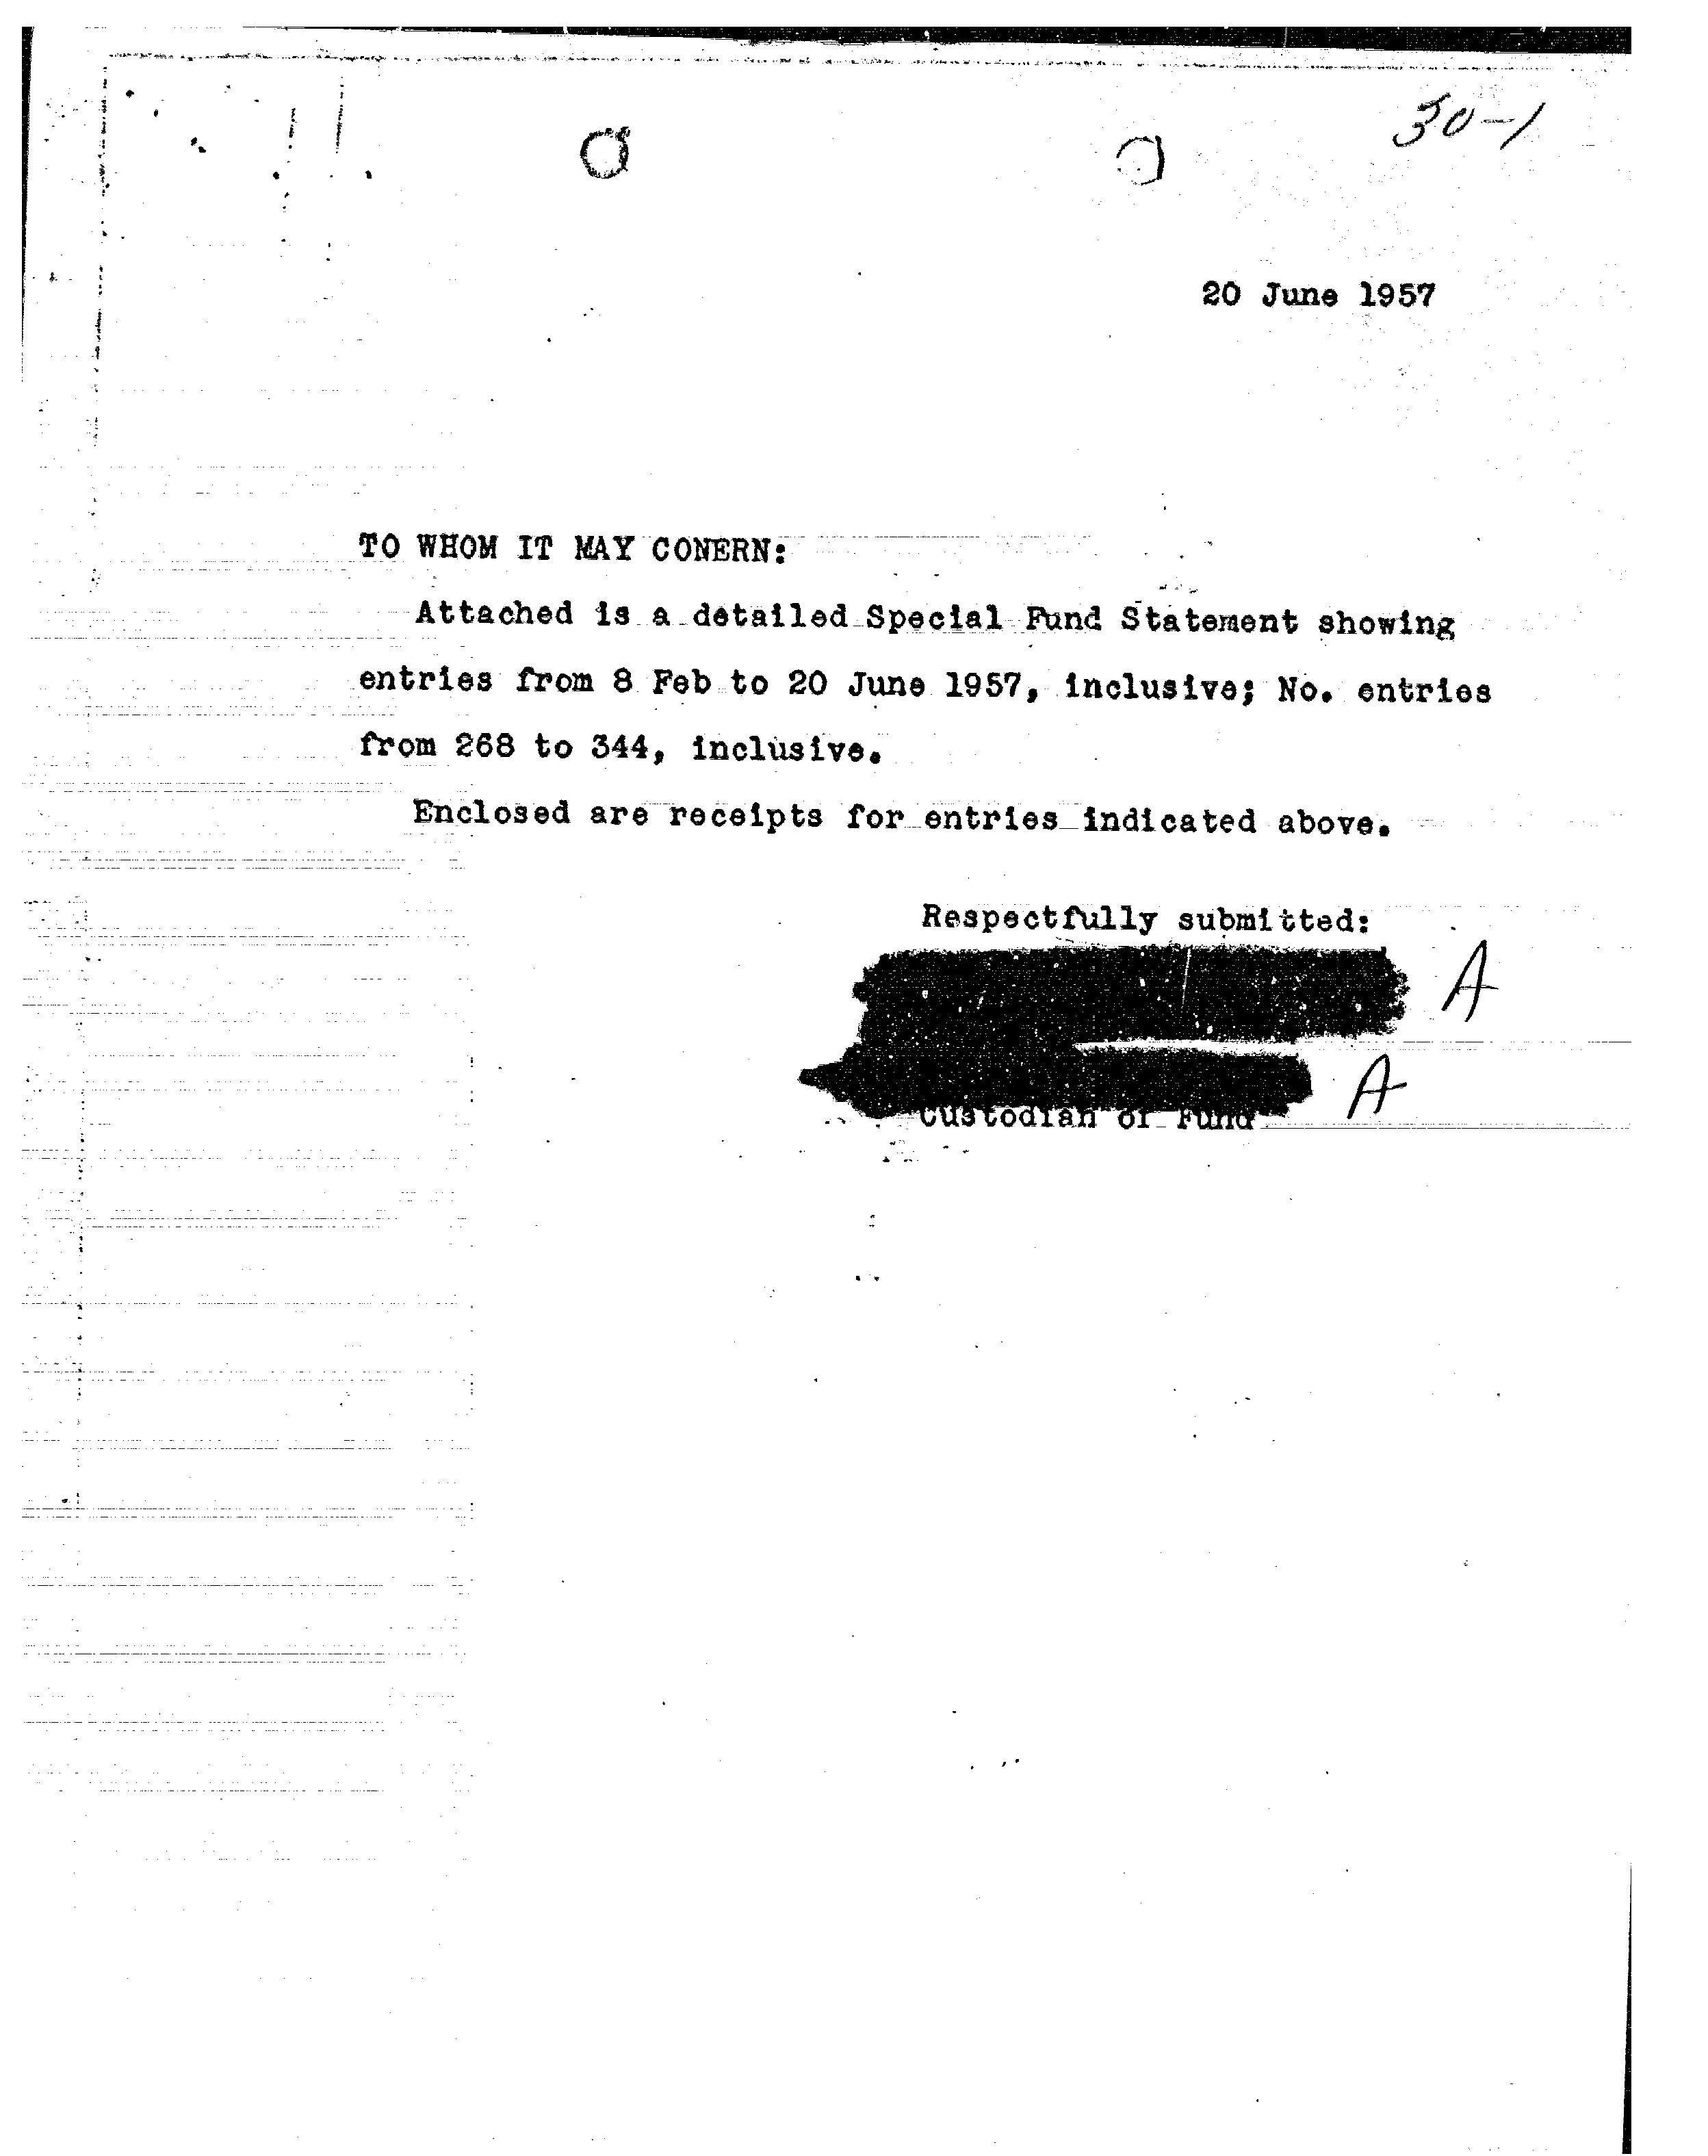 30-1
20 June 1957
TO WHOM IT MAY CONERN:
Attached is a detailed Special Fund Statement showing
entries from 8 Feb to 20 June 1957, inclusive; No. entries
from 268 to 344, inclusive.
Enclosed are receipts for entries indicated above.
Respectfully submitted:
A
A
Custodian of Fund